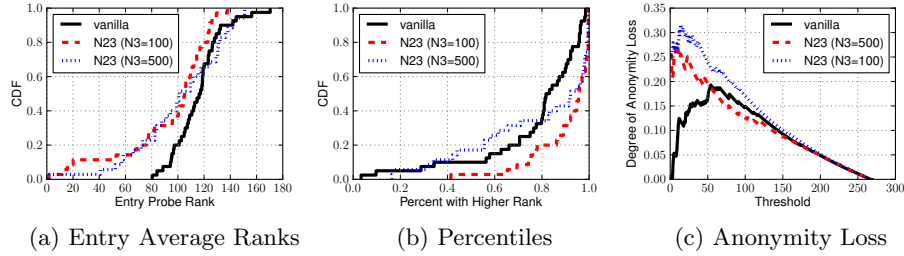 1.0
0.8
0.6
0.4
0.2
0.0
CDF
vanilla
N23 (N3=100)
N23 (N3=500)
0 20 40 60 80 100 120 140 160 180
Entry Probe Rank
(a) Entry Average Ranks
1.0
0.8
0.6
0.4
0.2
0.0
CDF
vanilla
N23 (N3=100)
N23 (N3=500)
0.0 0.2 0.4 0.6 0.8 1.0
Percent with Higher Rank
(b) Percentiles
0.35
0.30
0.25
0.20
0.15
0.10
0.05
0.00
Degree of Anonymity Loss
vanilla
N23 (N3=500)
N23 (N3=100)
0 50 100 150 200 250 300
Threshold
(c) Anonymity Loss